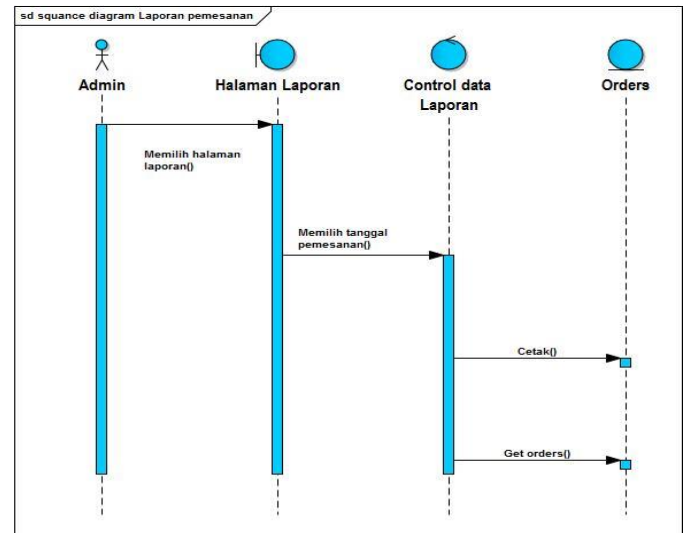 sd squance diagram Laporan pemesanan
Admin
Halaman Laporan
Control data
Laporan
Orders
Memilih halaman
laporan()
Memilih tanggal
pemesanan()
Cetak()
Get orders()